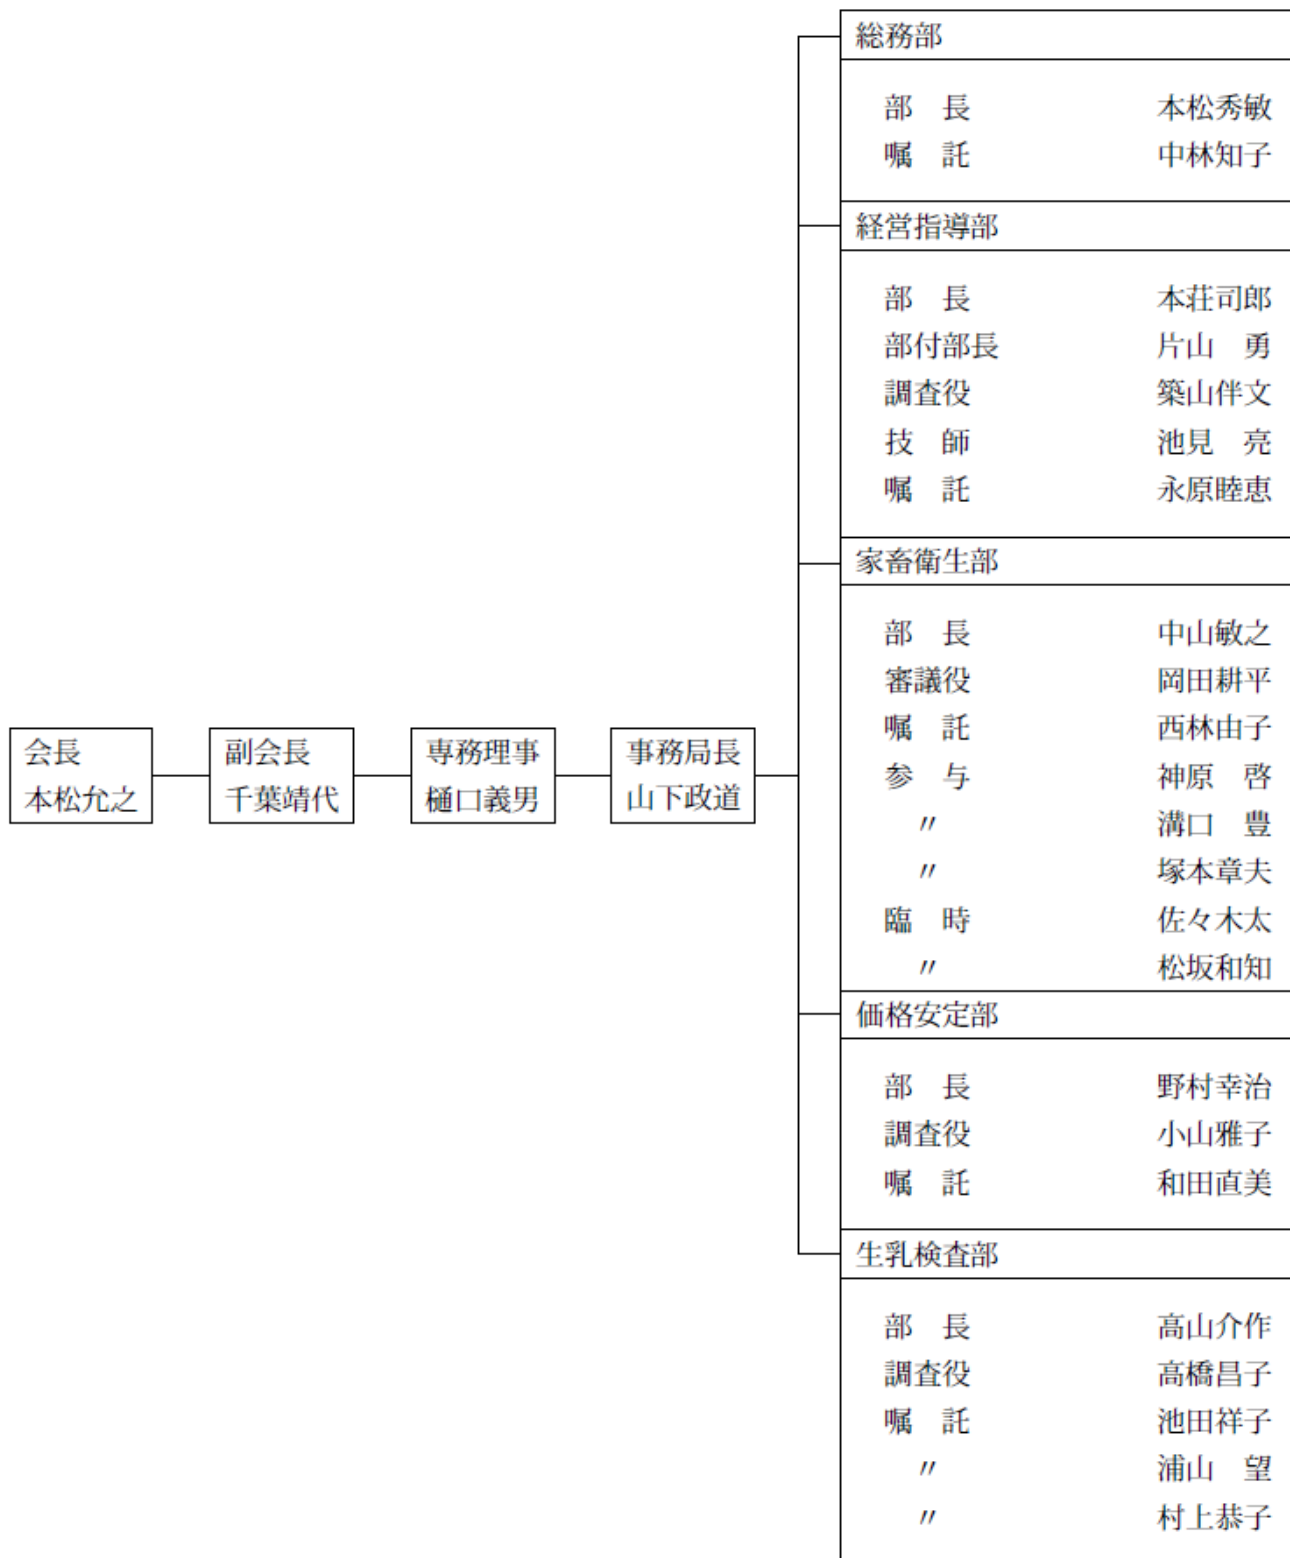 会長
本松允之
副会長
千葉靖代
専務理事
樋口義男
事務局長
山下政道
総務部
部　長　本松秀敏
嘱　託　中林知子
経営指導部
部　長　本荘司郎
部付部長　片山　勇
調査役　築山伴文
技　師　池見　亮
嘱　託　永原睦恵
家畜衛生部
部　長　中山敏之
審議役　岡田耕平
嘱　託　西林由子
参　与　神原　啓
〃　溝口　豊
〃　塚本章夫
臨　時　佐々木太
〃　松坂和知
価格安定部
部　長　野村幸治
調査役　小山雅子
嘱　託　和田直美
生乳検査部
部　長　高山介作
調査役　高橋昌子
嘱　託　池田祥子
〃　浦山　望
〃　村上恭子